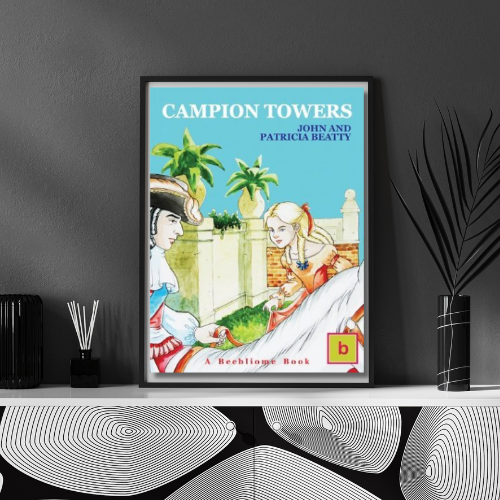 CAMPION TOWERS
JOHN AND
PATRICIA BEATTY
A Beebliome Book
b